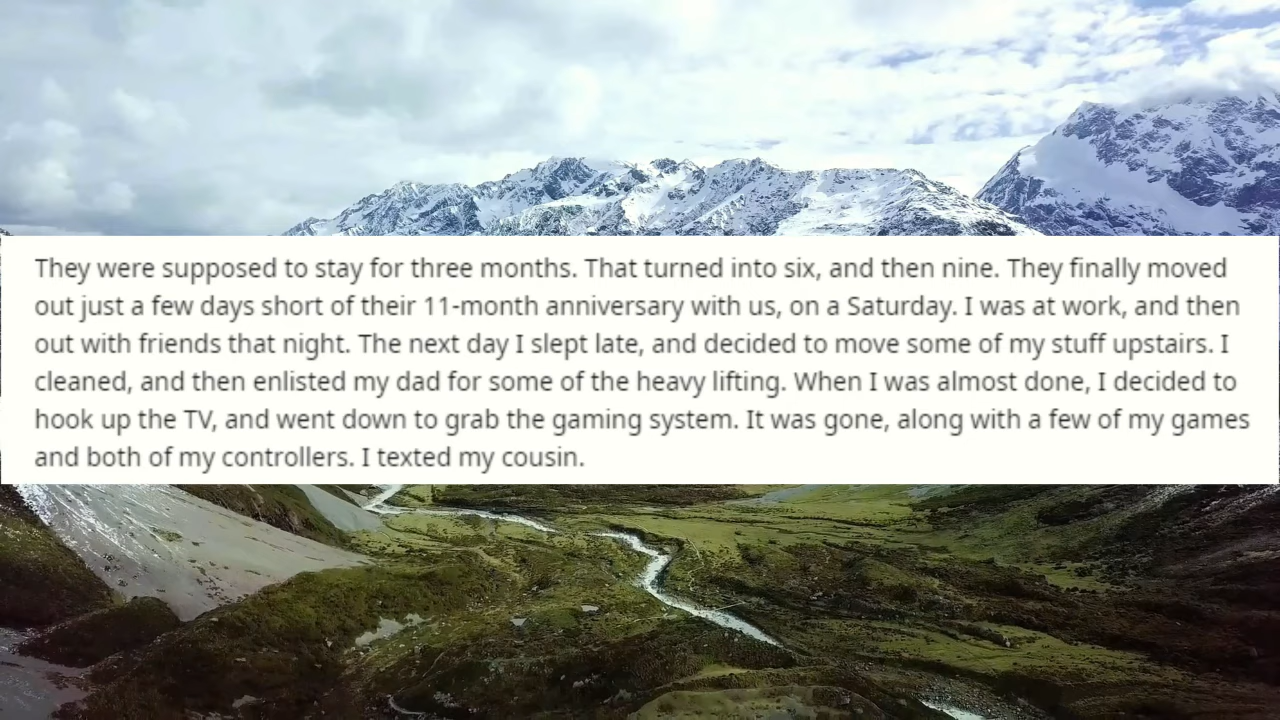 They were supposed to stay for three months. That turned into six, and then nine. They finally moved
out just a few days short of their 11-month anniversary with us, on a Saturday. I was at work, and then
out with friends that night. The next day I slept late, and decided to move some of my stuff upstairs. I
cleaned, and then enlisted my dad for some of the heavy lifting. When I was almost done, I decided to
hook up the TV, and went down to grab the gaming system. It was gone, along with a few of my games
and both of my controllers. I texted my cousin.